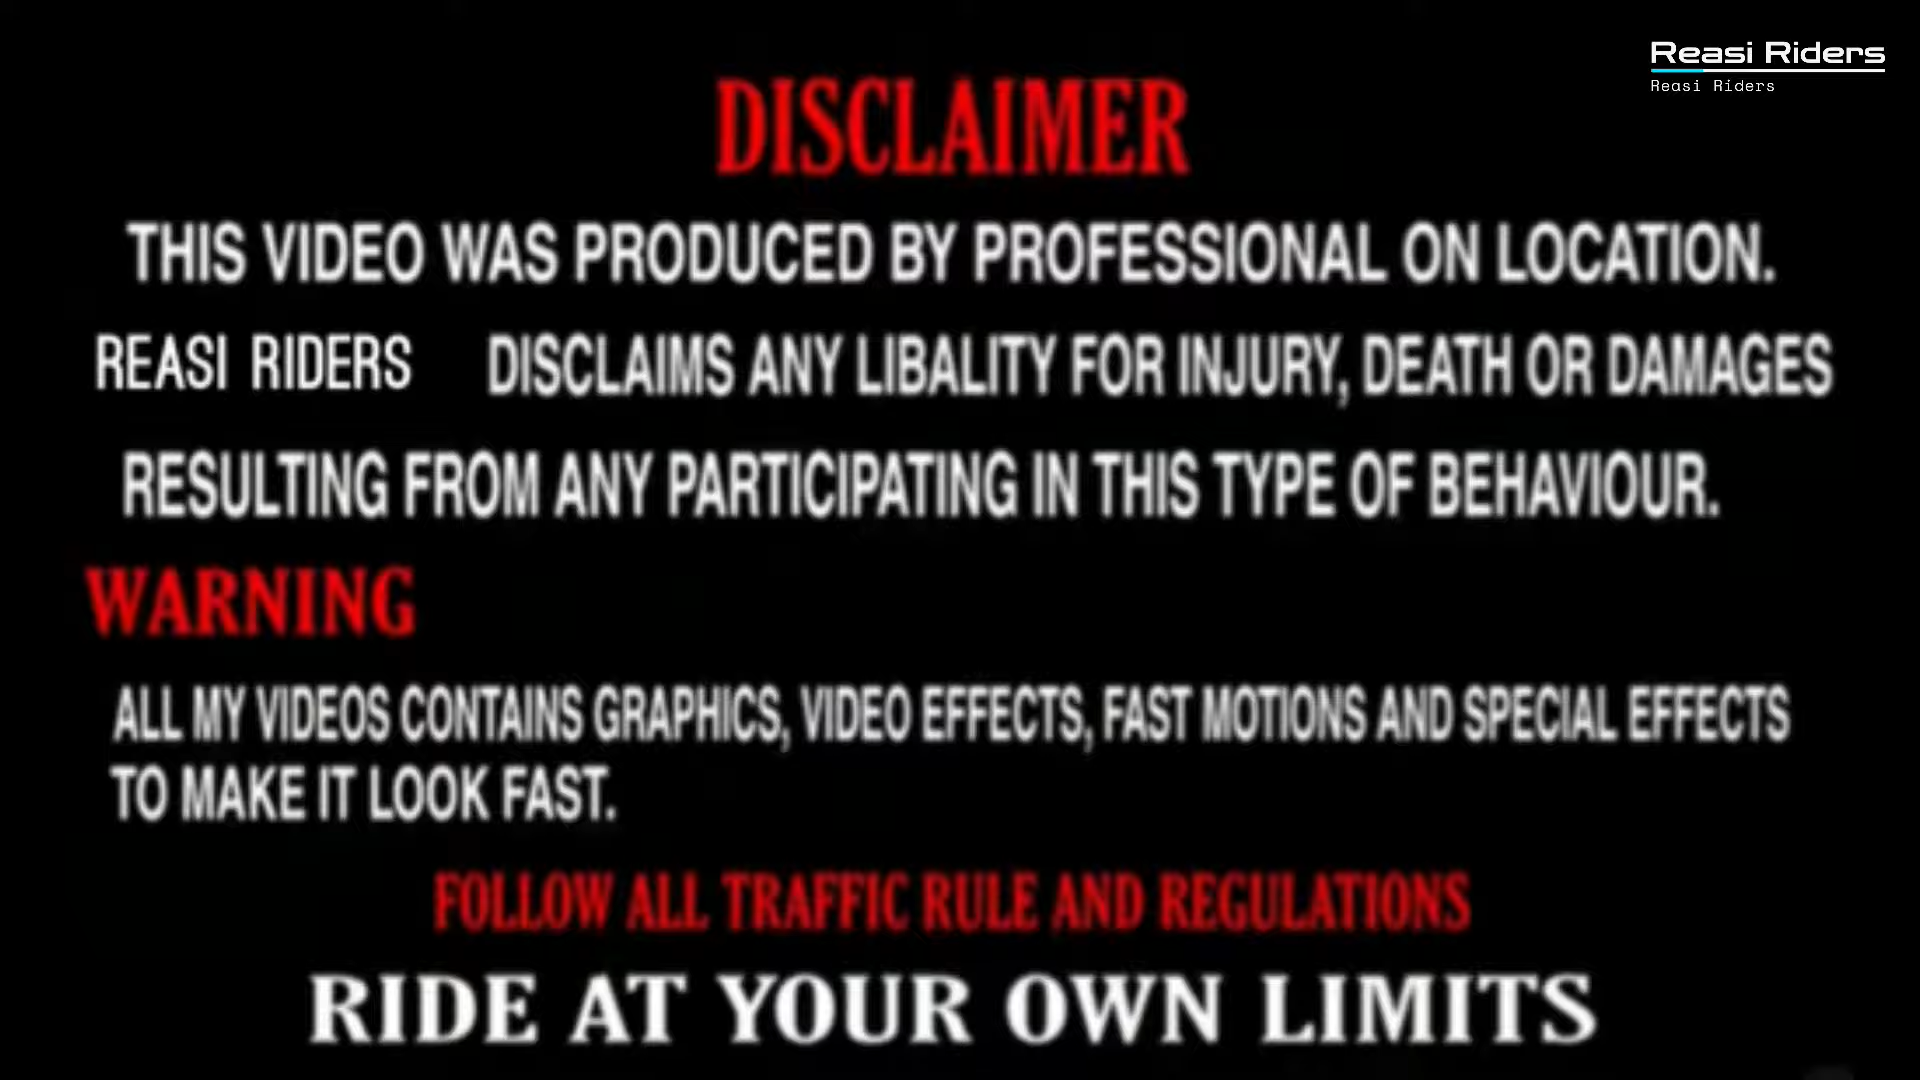 Reasi Riders
Reasi Riders
DISCLAIMER
THIS VIDEO WAS PRODUCED BY PROFESSIONAL ON LOCATION.
REASI RIDERS DISCLAIMS ANY LIBALITY FOR INJURY, DEATH OR DAMAGES
RESULTING FROM ANY PARTICIPATING IN THIS TYPE OF BEHAVIOUR.
WARNING
ALL MY VIDEOS CONTAINS GRAPHICS, VIDEO EFFECTS, FAST MOTIONS AND SPECIAL EFFECTS
TO MAKE IT LOOK FAST.
FOLLOW ALL TRAFFIC RULE AND REGULATIONS
RIDE AT YOUR OWN LIMITS